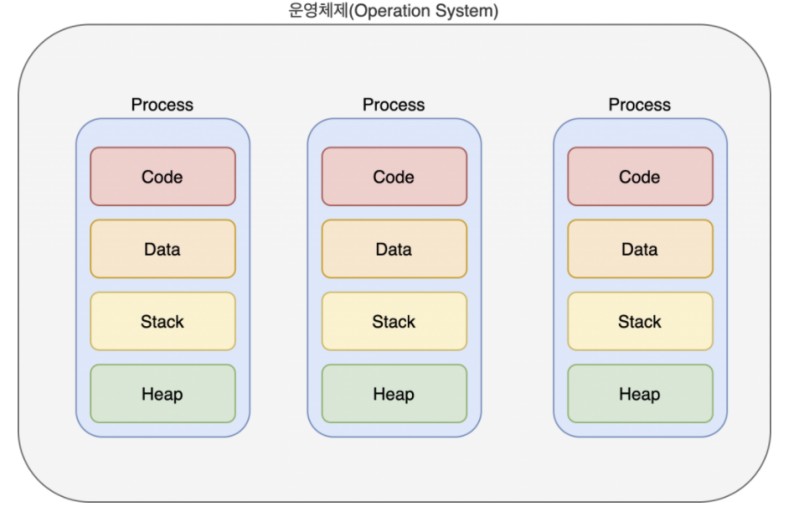 운영체제(Operation System)
Process
Process
Process
Code
Code
Code
Data
Data
Data
Stack
Stack
Stack
Heap
Heap
Heap